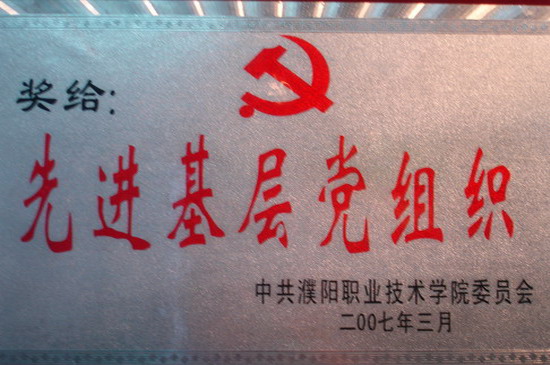 奖给：
先进基层党组织
中共濮阳职业技术学院委员会
二00七年三月